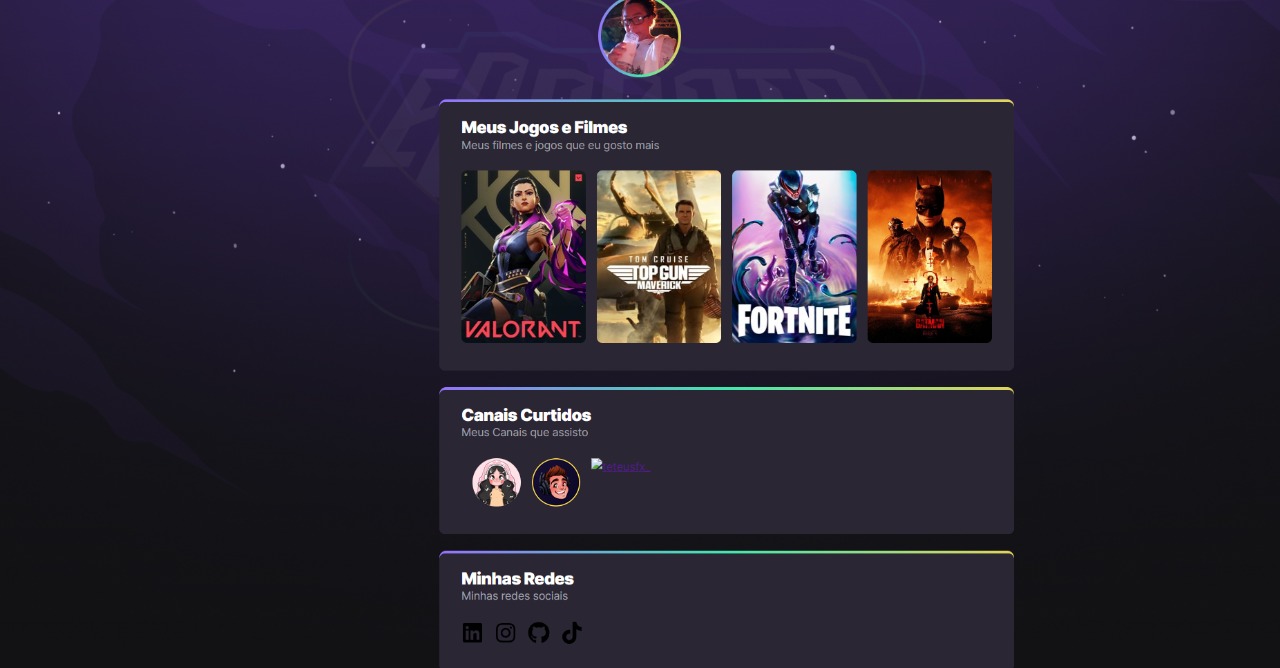 Meus Jogos e Filmes
Meus filmes e jogos que eu gosto mais
VALORANT
TOM CRUISE
TOP GUN
MAVERICK
FORTNITE
THE
BATMAN
Canais Curtidos
Meus Canais que assisto
Minhas Redes
Minhas redes sociais
in